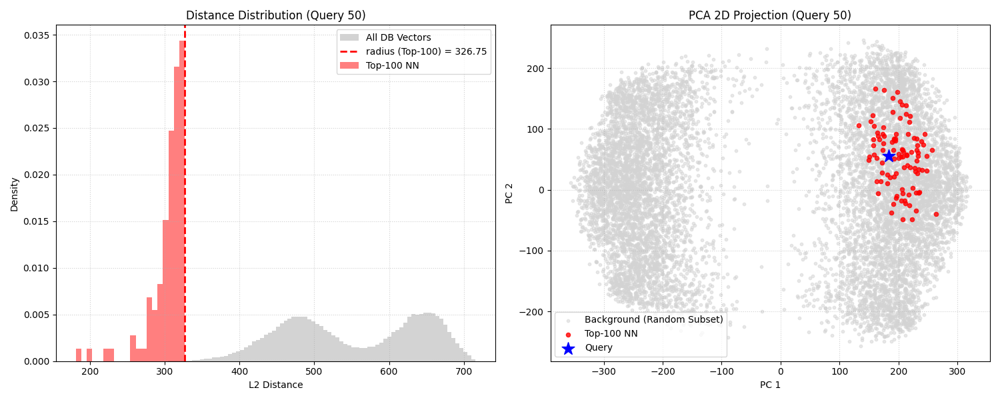 Distance Distribution (Query 50)
0.035
0.030
0.025
0.020
0.015
0.010
0.005
0.000
Density
200
300
400
500
600
700
L2 Distance
All DB Vectors
radius (Top-100) = 326.75
Top-100 NN
PCA 2D Projection (Query 50)
200
100
0
−100
−200
PC 2
−300
−200
−100
0
100
200
300
PC 1
Background (Random Subset)
Top-100 NN
Query